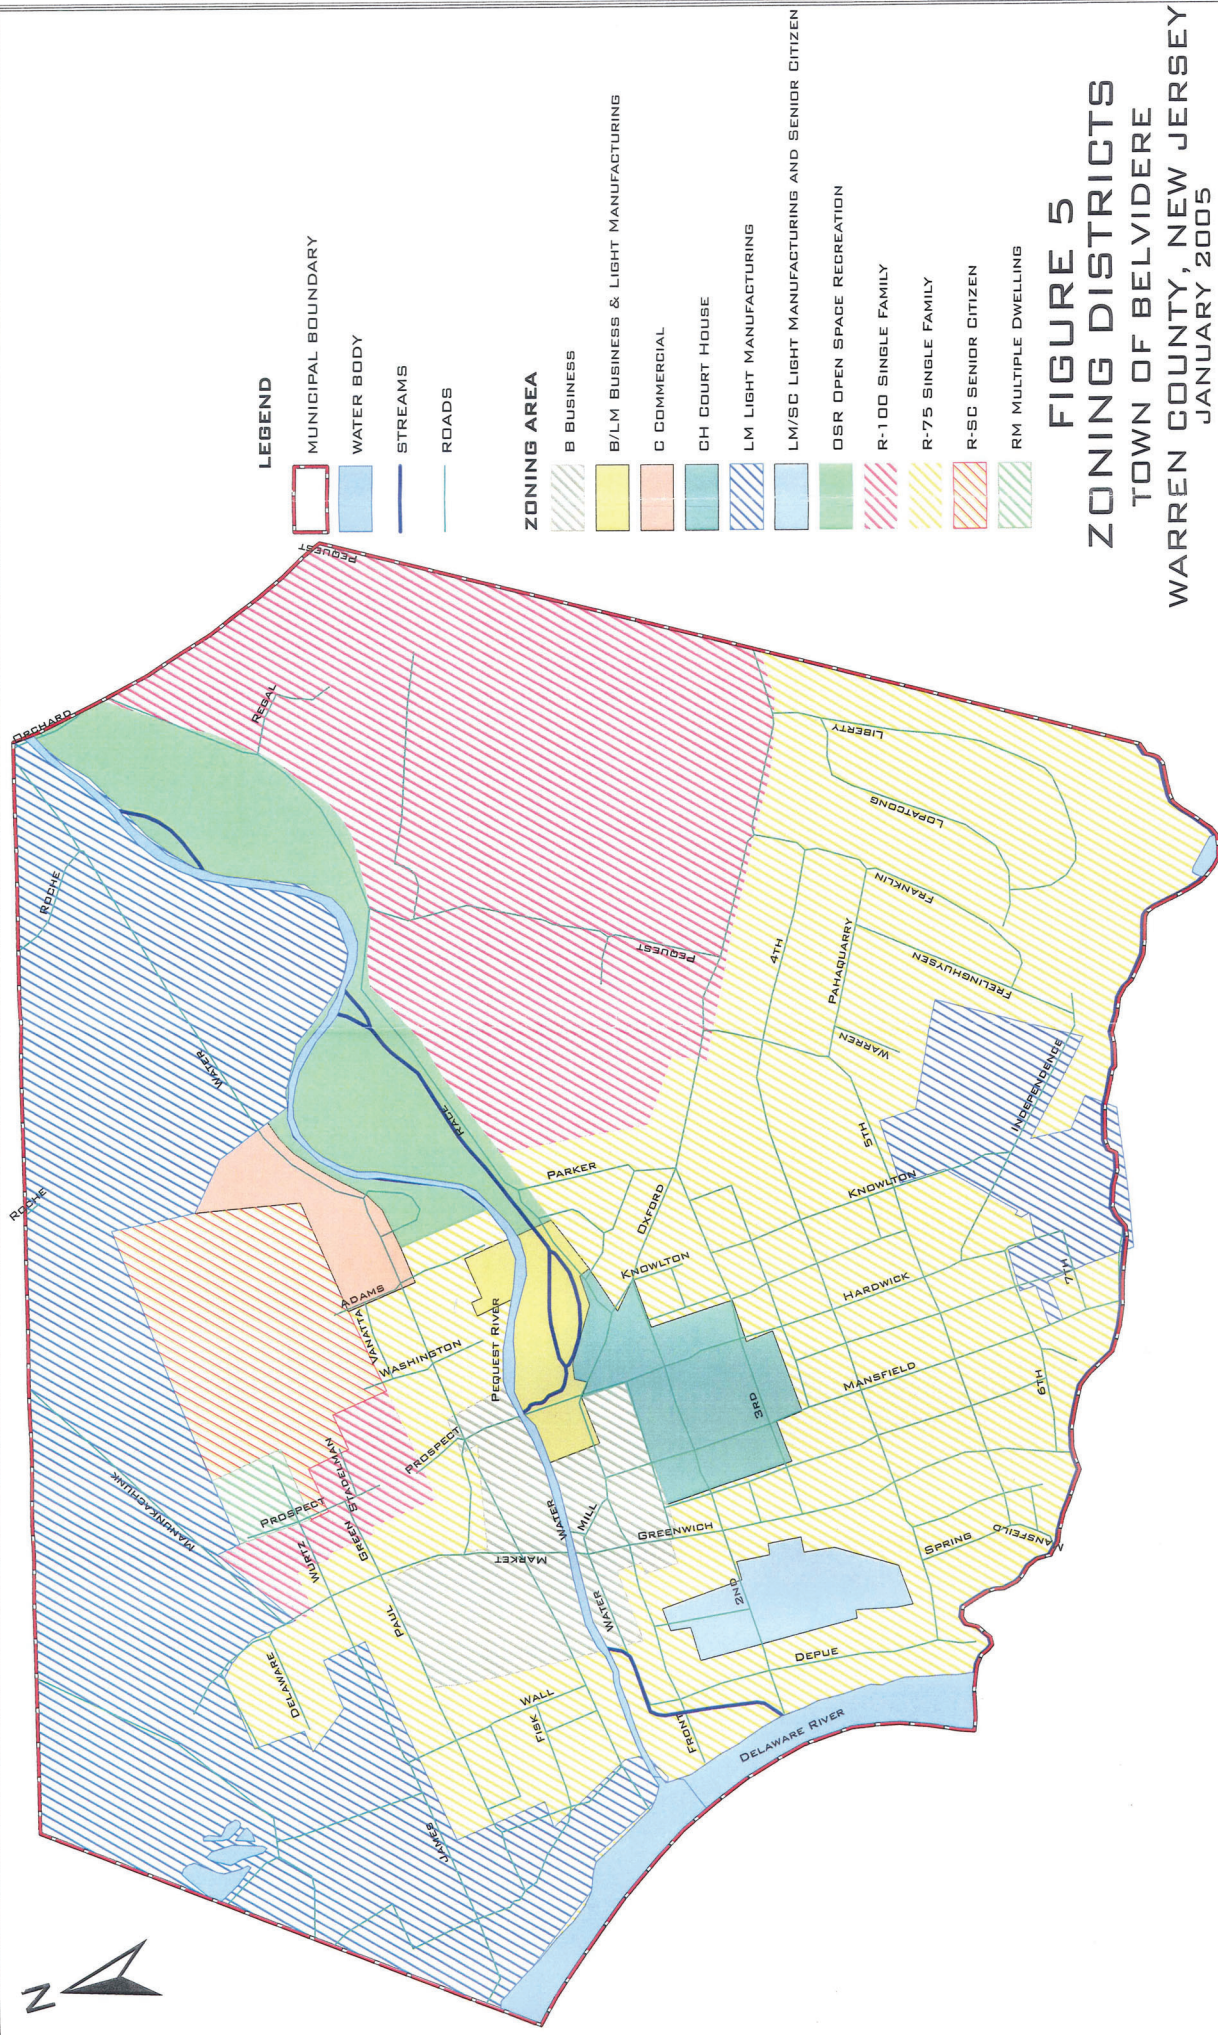 LEGEND
MUNICIPAL BOUNDARY
WATER BODY
STREAMS
ROADS
ZONING AREA
B BUSINESS
B/LM BUSINESS & LIGHT MANUFACTURING
C COMMERCIAL
CH COURT HOUSE
LM LIGHT MANUFACTURING
LM/SC LIGHT MANUFACTURING AND SENIOR CITIZEN
OSR OPEN SPACE RECREATION
R-100 SINGLE FAMILY
R-75 SINGLE FAMILY
R-SC SENIOR CITIZEN
RM MULTIPLE DWELLING
FIGURE 5
ZONING DISTRICTS
TOWN OF BELVIDERE
WARREN COUNTY, NEW JERSEY
JANUARY 2005
N
ORCHARD
PEQUEST
REGAL
ROCHE
WATER
ROCHE
RACE
PEQUEST
LIBERTY
LOPATCONG
FRANKLIN
4TH
PAHAQUARRY
FRELINGHUYSEN
WARREN
INDEPENDENCE
5TH
KNOWLTON
PARKER
OXFORD
KNOWLTON
HARDWICK
7TH
MANSFIELD
6TH
3RD
ADAMS
VANATTA
WASHINGTON
PEQUEST RIVER
PROSPECT
STADELMAN
GREEN
PROSPECT
WURTZ
MANUNKACHUNK
WATER
MILL
GREENWICH
MARKET
WATER
PAUL
DELAWARE
2ND
SPRING
ANSFEILD
DEPUE
WALL
FISK
FRONT
DELAWARE RIVER
JAMES